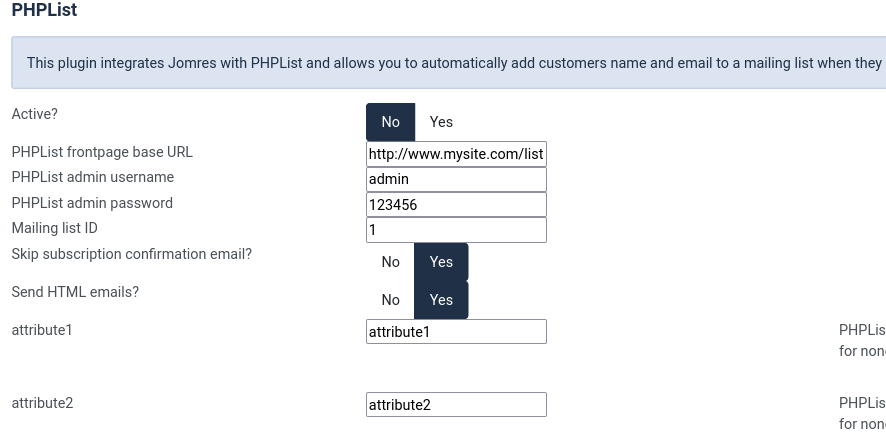 PHPList
This plugin integrates Jomres with PHPList and allows you to automatically add customers name and email to a mailing list when they
Active?
No Yes
PHPList frontpage base URL
http://www.mysite.com/list
PHPList admin username
admin
PHPList admin password
123456
Mailing list ID
1
Skip subscription confirmation email?
No Yes
Send HTML emails?
No Yes
attribute1
attribute1
PHPLis
for non
attribute2
attribute2
PHPLis
for non